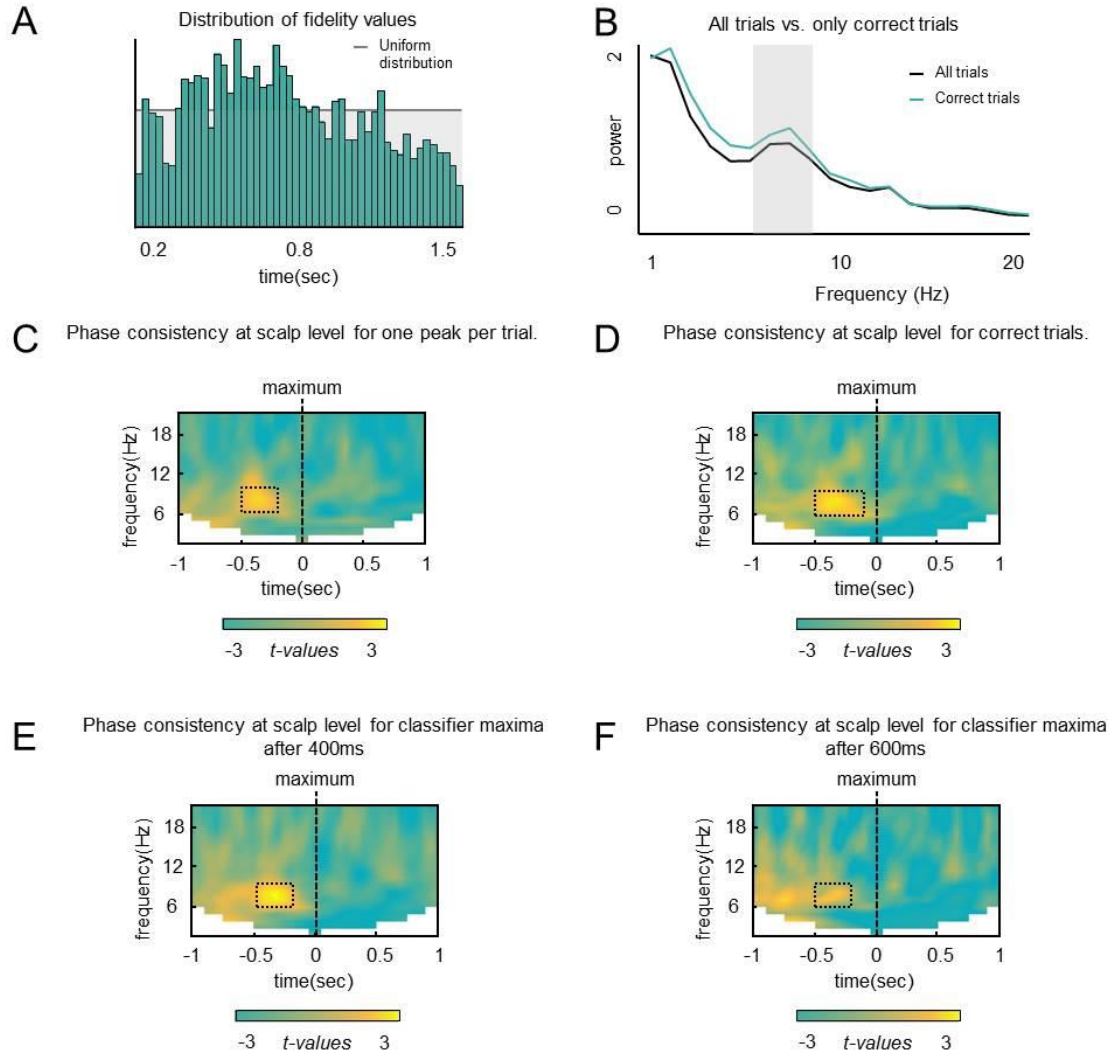 A
Distribution of fidelity values
Uniform
distribution
0.2
0.8
1.5
time(sec)
B
All trials vs. only correct trials
2
power
0
All trials
Correct trials
1
10
20
Frequency (Hz)
C
Phase consistency at scalp level for one peak per trial.
maximum
frequency(Hz)
18
12
6
-1
-0.5
0
0.5
1
time(sec)
-3
t-values
3
D
Phase consistency at scalp level for correct trials.
maximum
frequency(Hz)
18
12
6
-1
-0.5
0
0.5
1
time(sec)
-3
t-values
3
E
Phase consistency at scalp level for classifier maxima
after 400ms
maximum
frequency(Hz)
18
12
6
-1
-0.5
0
0.5
1
time(sec)
-3
t-values
3
F
Phase consistency at scalp level for classifier maxima
after 600ms
maximum
frequency(Hz)
18
12
6
-1
-0.5
0
0.5
1
time(sec)
-3
t-values
3